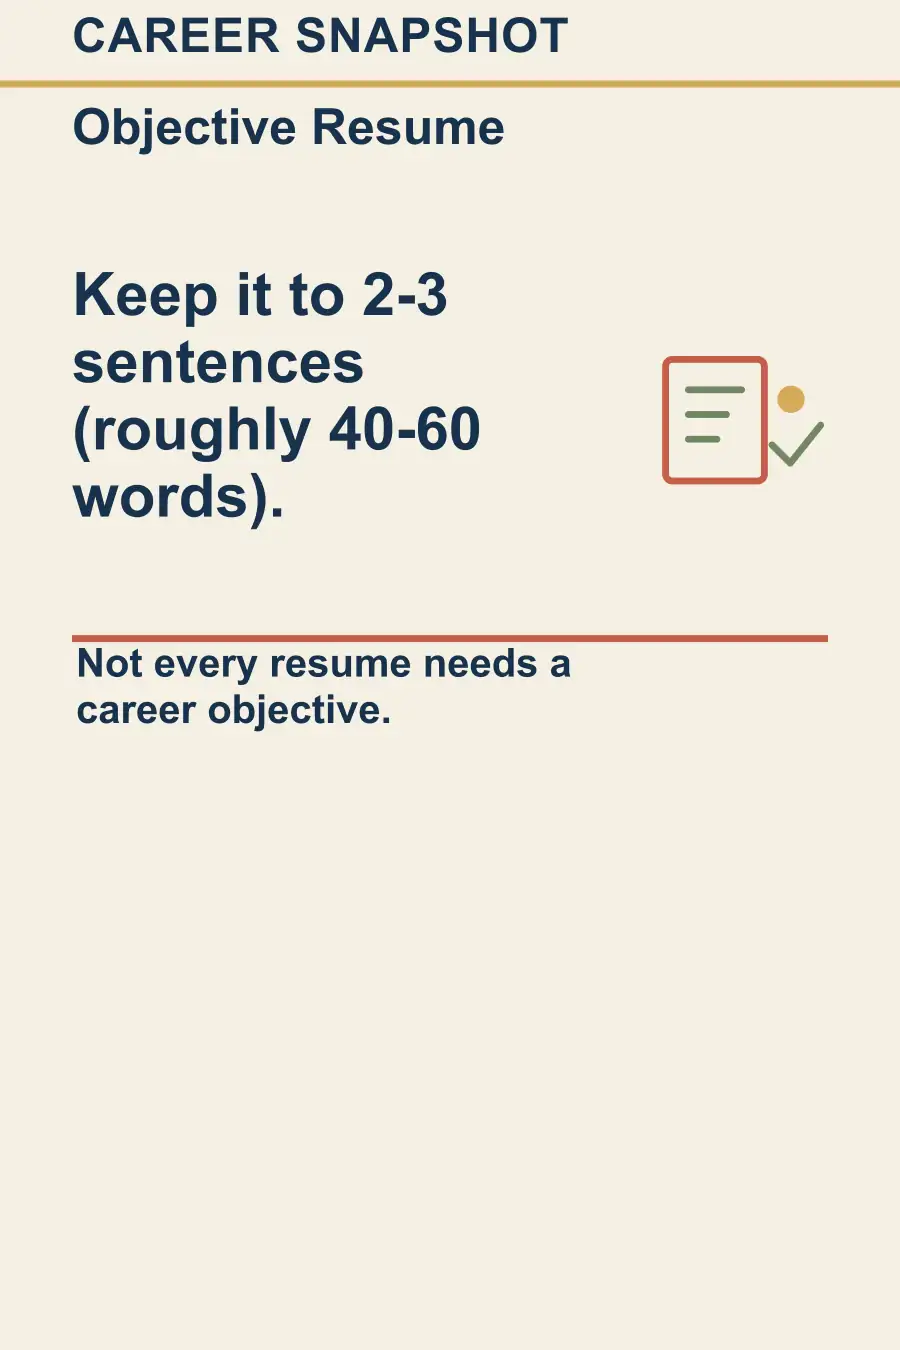 CAREER SNAPSHOT
Objective Resume
Keep it to 2-3
sentences
(roughly 40-60
words).
Not every resume needs a
career objective.